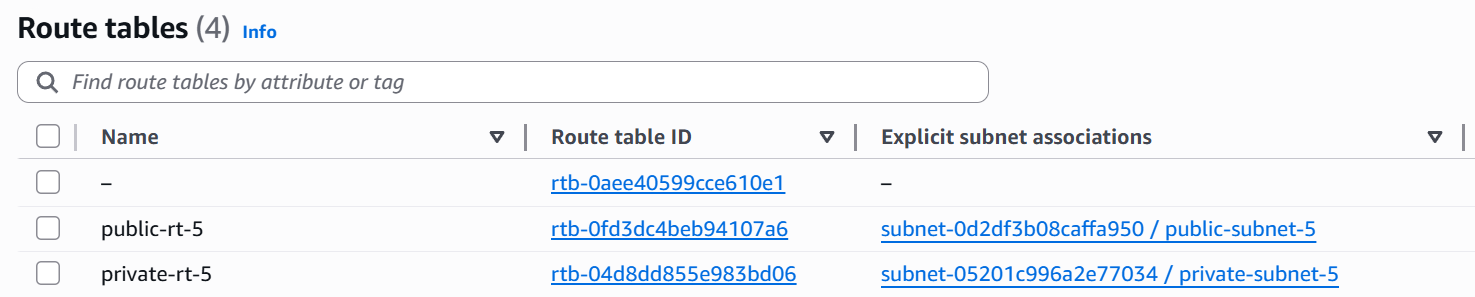 Route tables (4) Info
Find route tables by attribute or tag
Name Route table ID Explicit subnet associations
– rtb-0aee40599cce610e1 –
public-rt-5 rtb-0fd3dc4beb94107a6 subnet-0d2df3b08caffa950 / public-subnet-5
private-rt-5 rtb-04d8dd855e983bd06 subnet-05201c996a2e77034 / private-subnet-5